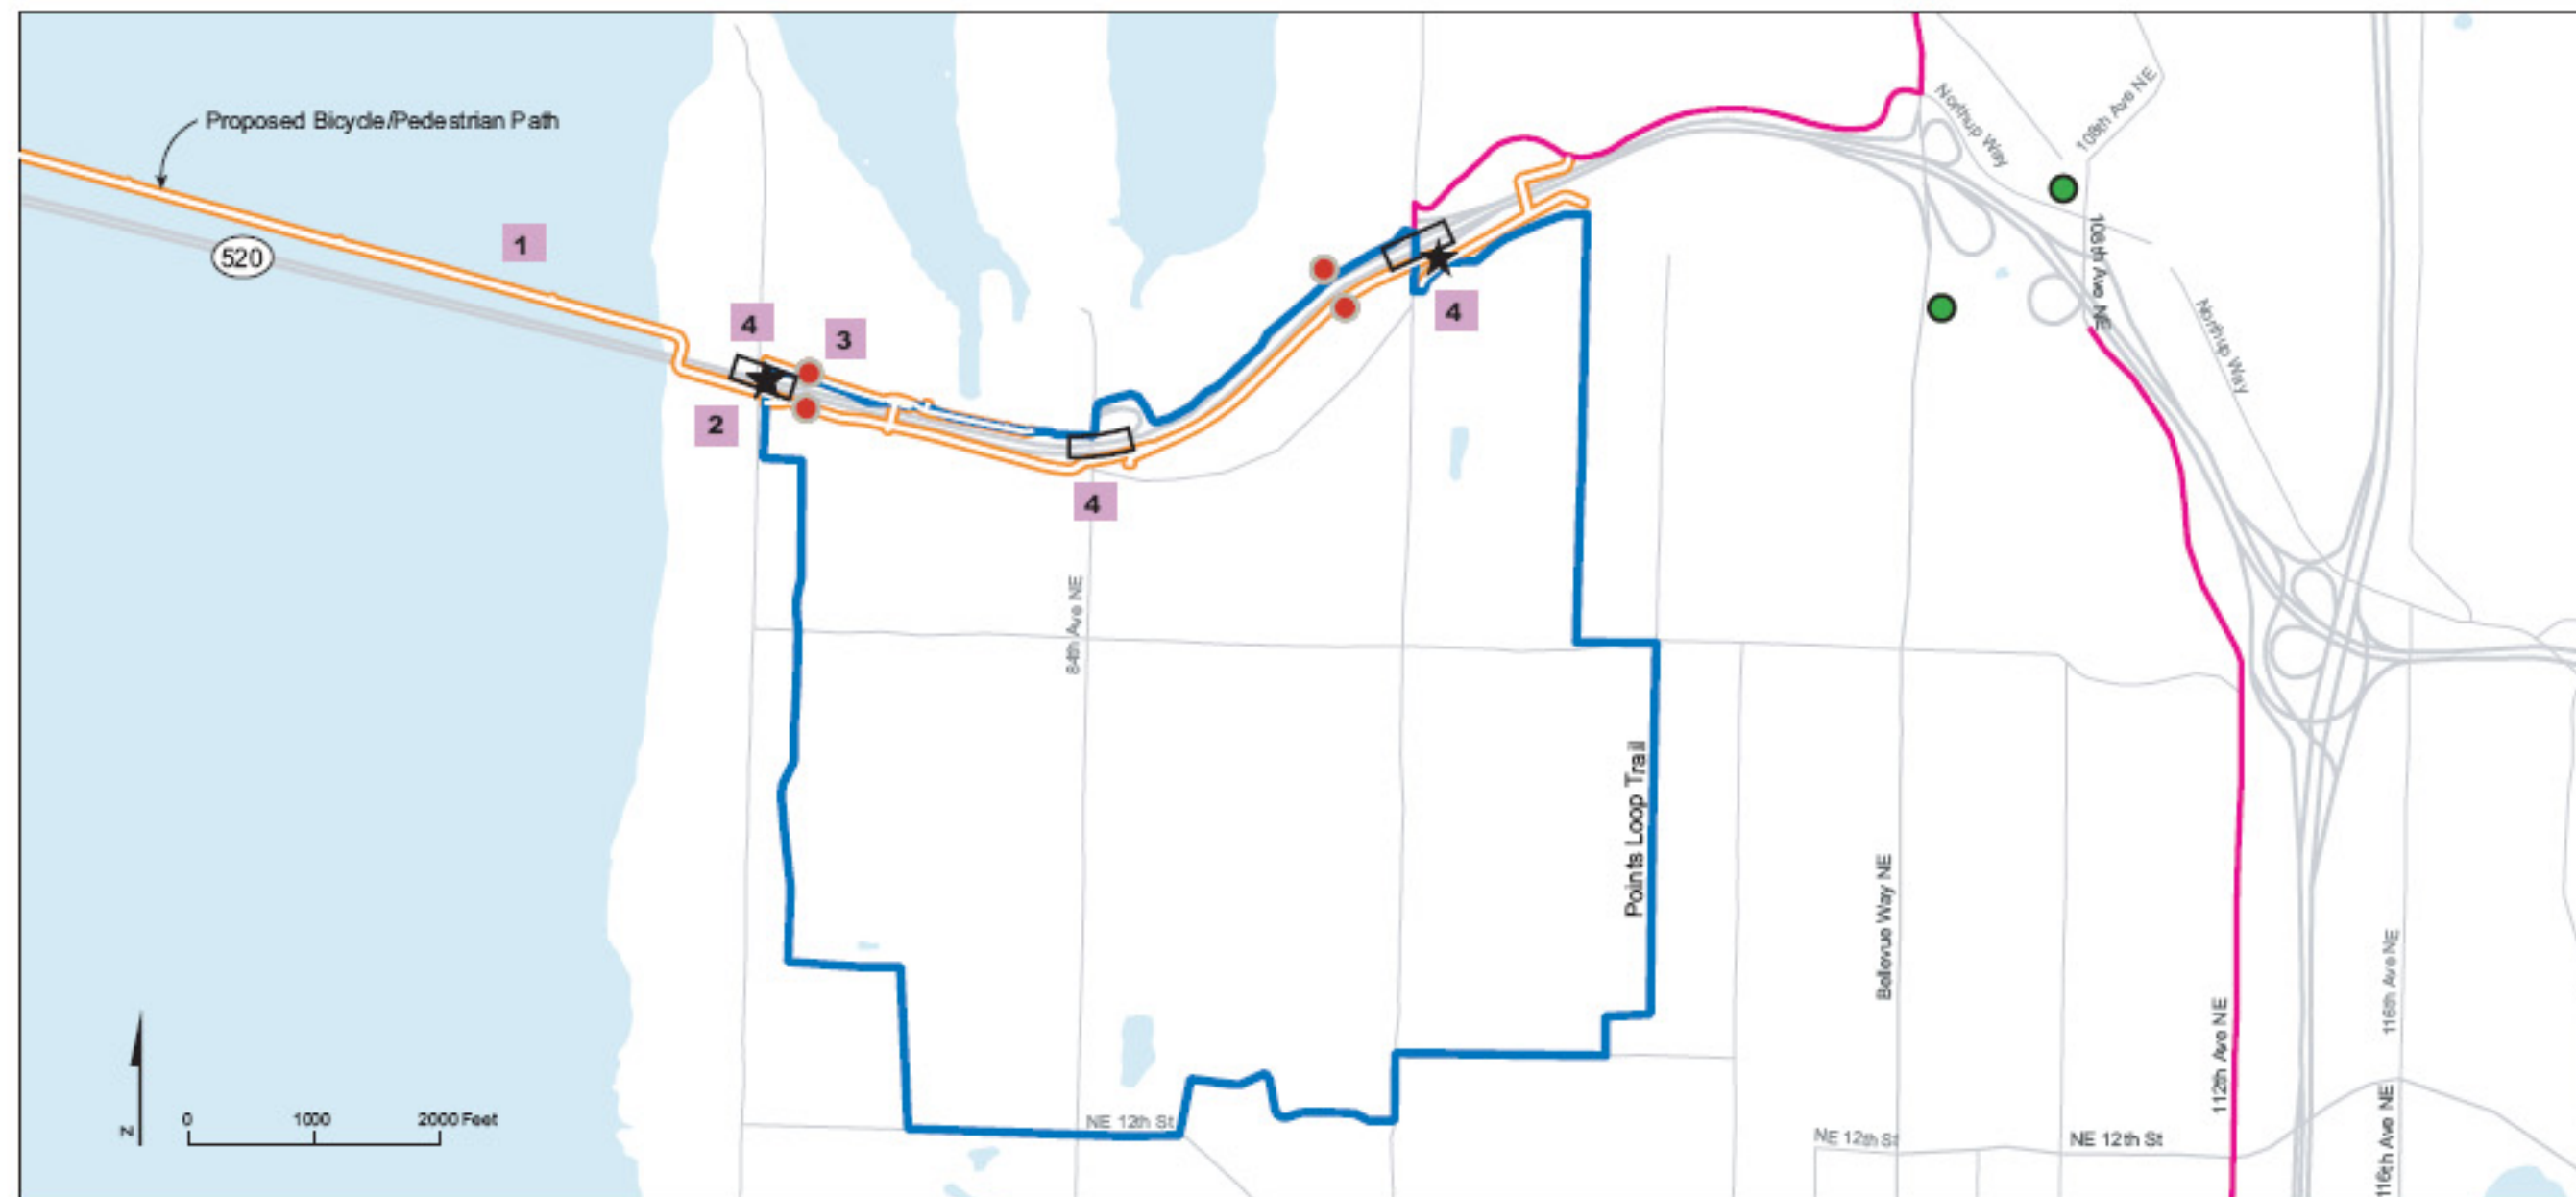 Proposed Bicycle/Pedestrian Path
Northup Way
108th Ave NE
1
520
108th Ave NE
4
3
4
Northup Way
2
4
84th Ave NE
Points Loop Trail
Bellevue Way NE
116th Ave NE
112th Ave NE
N
0 1000 2000 Feet
NE 12th St
NE 12th St
NE 12th St
116th Ave NE